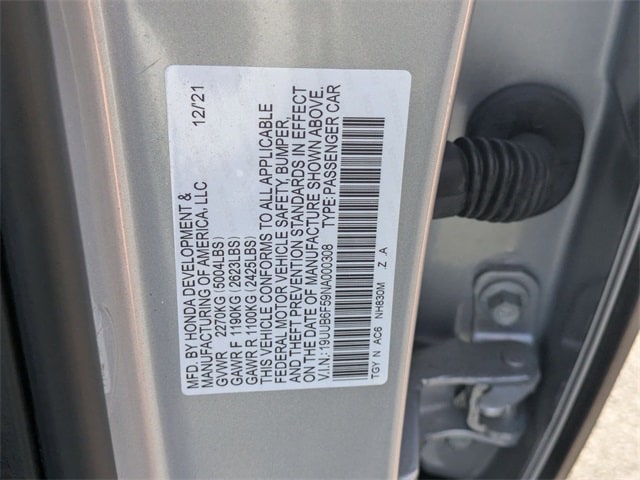 MFD. BY HONDA DEVELOPMENT &
MANUFACTURING OF AMERICA, LLC 12/21
GVWR 2270KG (5004LBS)
GAWR F 1190KG (2623LBS)
GAWR R 1100KG (2426LBS)
THIS VEHICLE CONFORMS TO ALL APPLICABLE
FEDERAL MOTOR VEHICLE SAFETY, BUMPER,
AND THEFT PREVENTION STANDARDS IN EFFECT
ON THE DATE OF MANUFACTURE SHOWN ABOVE.
V.I.N.: 19UUB6F59NA000308 TYPE: PASSENGER CAR
TGY N AC6 NH830M Z A